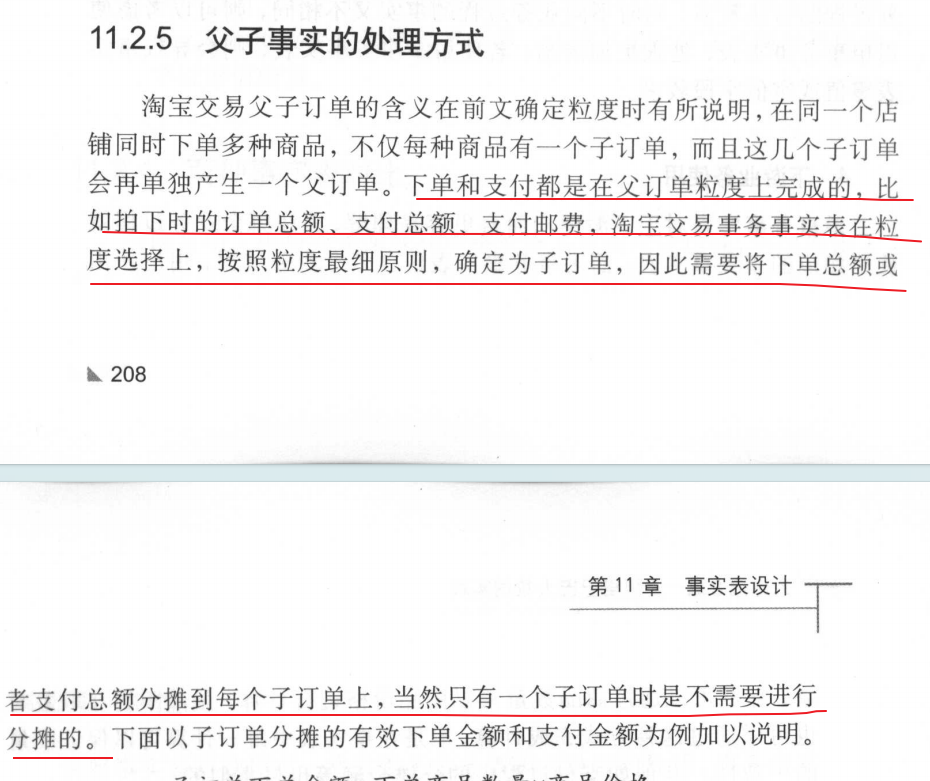 11.2.5 父子事实的处理方式
淘宝交易父子订单的含义在前文确定粒度时有所说明，在同一个店
铺同时下单多种商品，不仅每种商品有一个子订单，而且这几个子订单
会再单独产生一个父订单。下单和支付都是在父订单粒度上完成的，比
如拍下时的订单总额、支付总额、支付邮费，淘宝交易事务事实表在粒
度选择上，按照粒度最细原则，确定为子订单，因此需要将下单总额或
208
第 11 章 事实表设计
者支付总额分摊到每个子订单上，当然只有一个子订单时是不需要进行
分摊的。下面以子订单分摊的有效下单金额和支付金额为例加以说明。